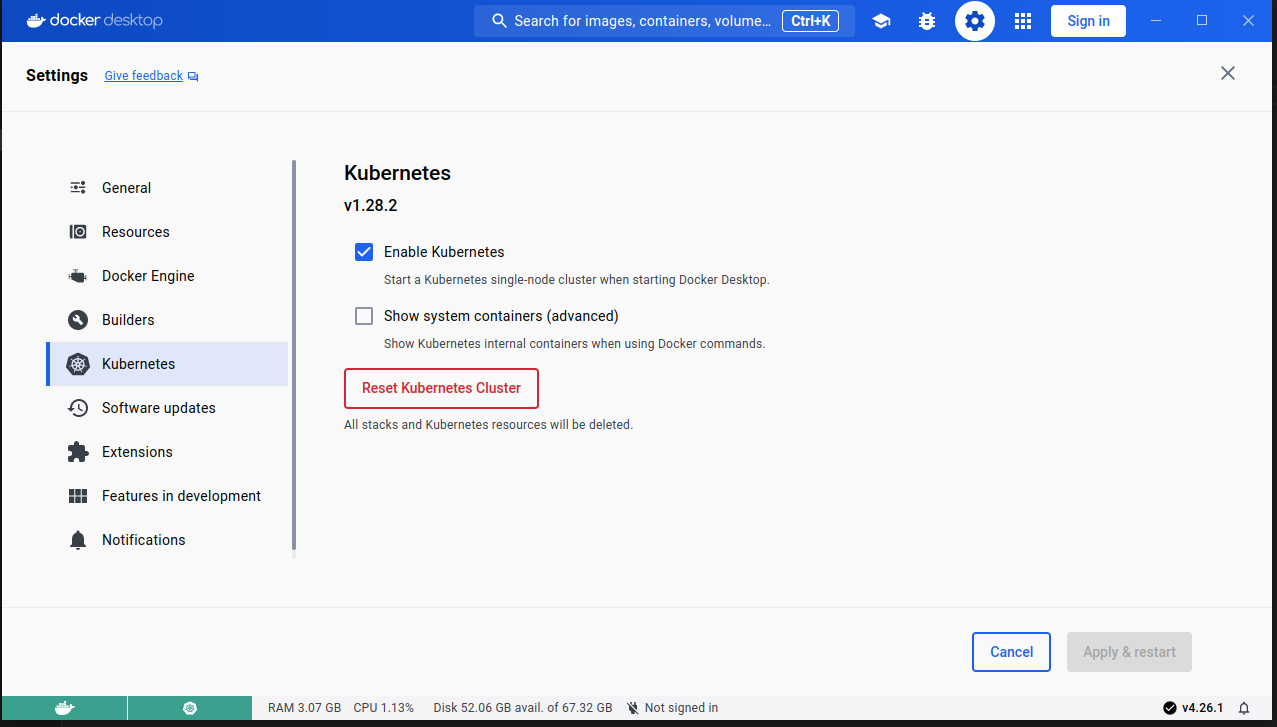 docker desktop
Search for images, containers, volume... Ctrl+K
Sign in
Settings
Give feedback
General
Resources
Docker Engine
Builders
Kubernetes
Software updates
Extensions
Features in development
Notifications
Kubernetes
v1.28.2
Enable Kubernetes
Start a Kubernetes single-node cluster when starting Docker Desktop.
Show system containers (advanced)
Show Kubernetes internal containers when using Docker commands.
Reset Kubernetes Cluster
All stacks and Kubernetes resources will be deleted.
Cancel
Apply & restart
RAM 3.07 GB CPU 1.13% Disk 52.06 GB avail. of 67.32 GB Not signed in v4.26.1